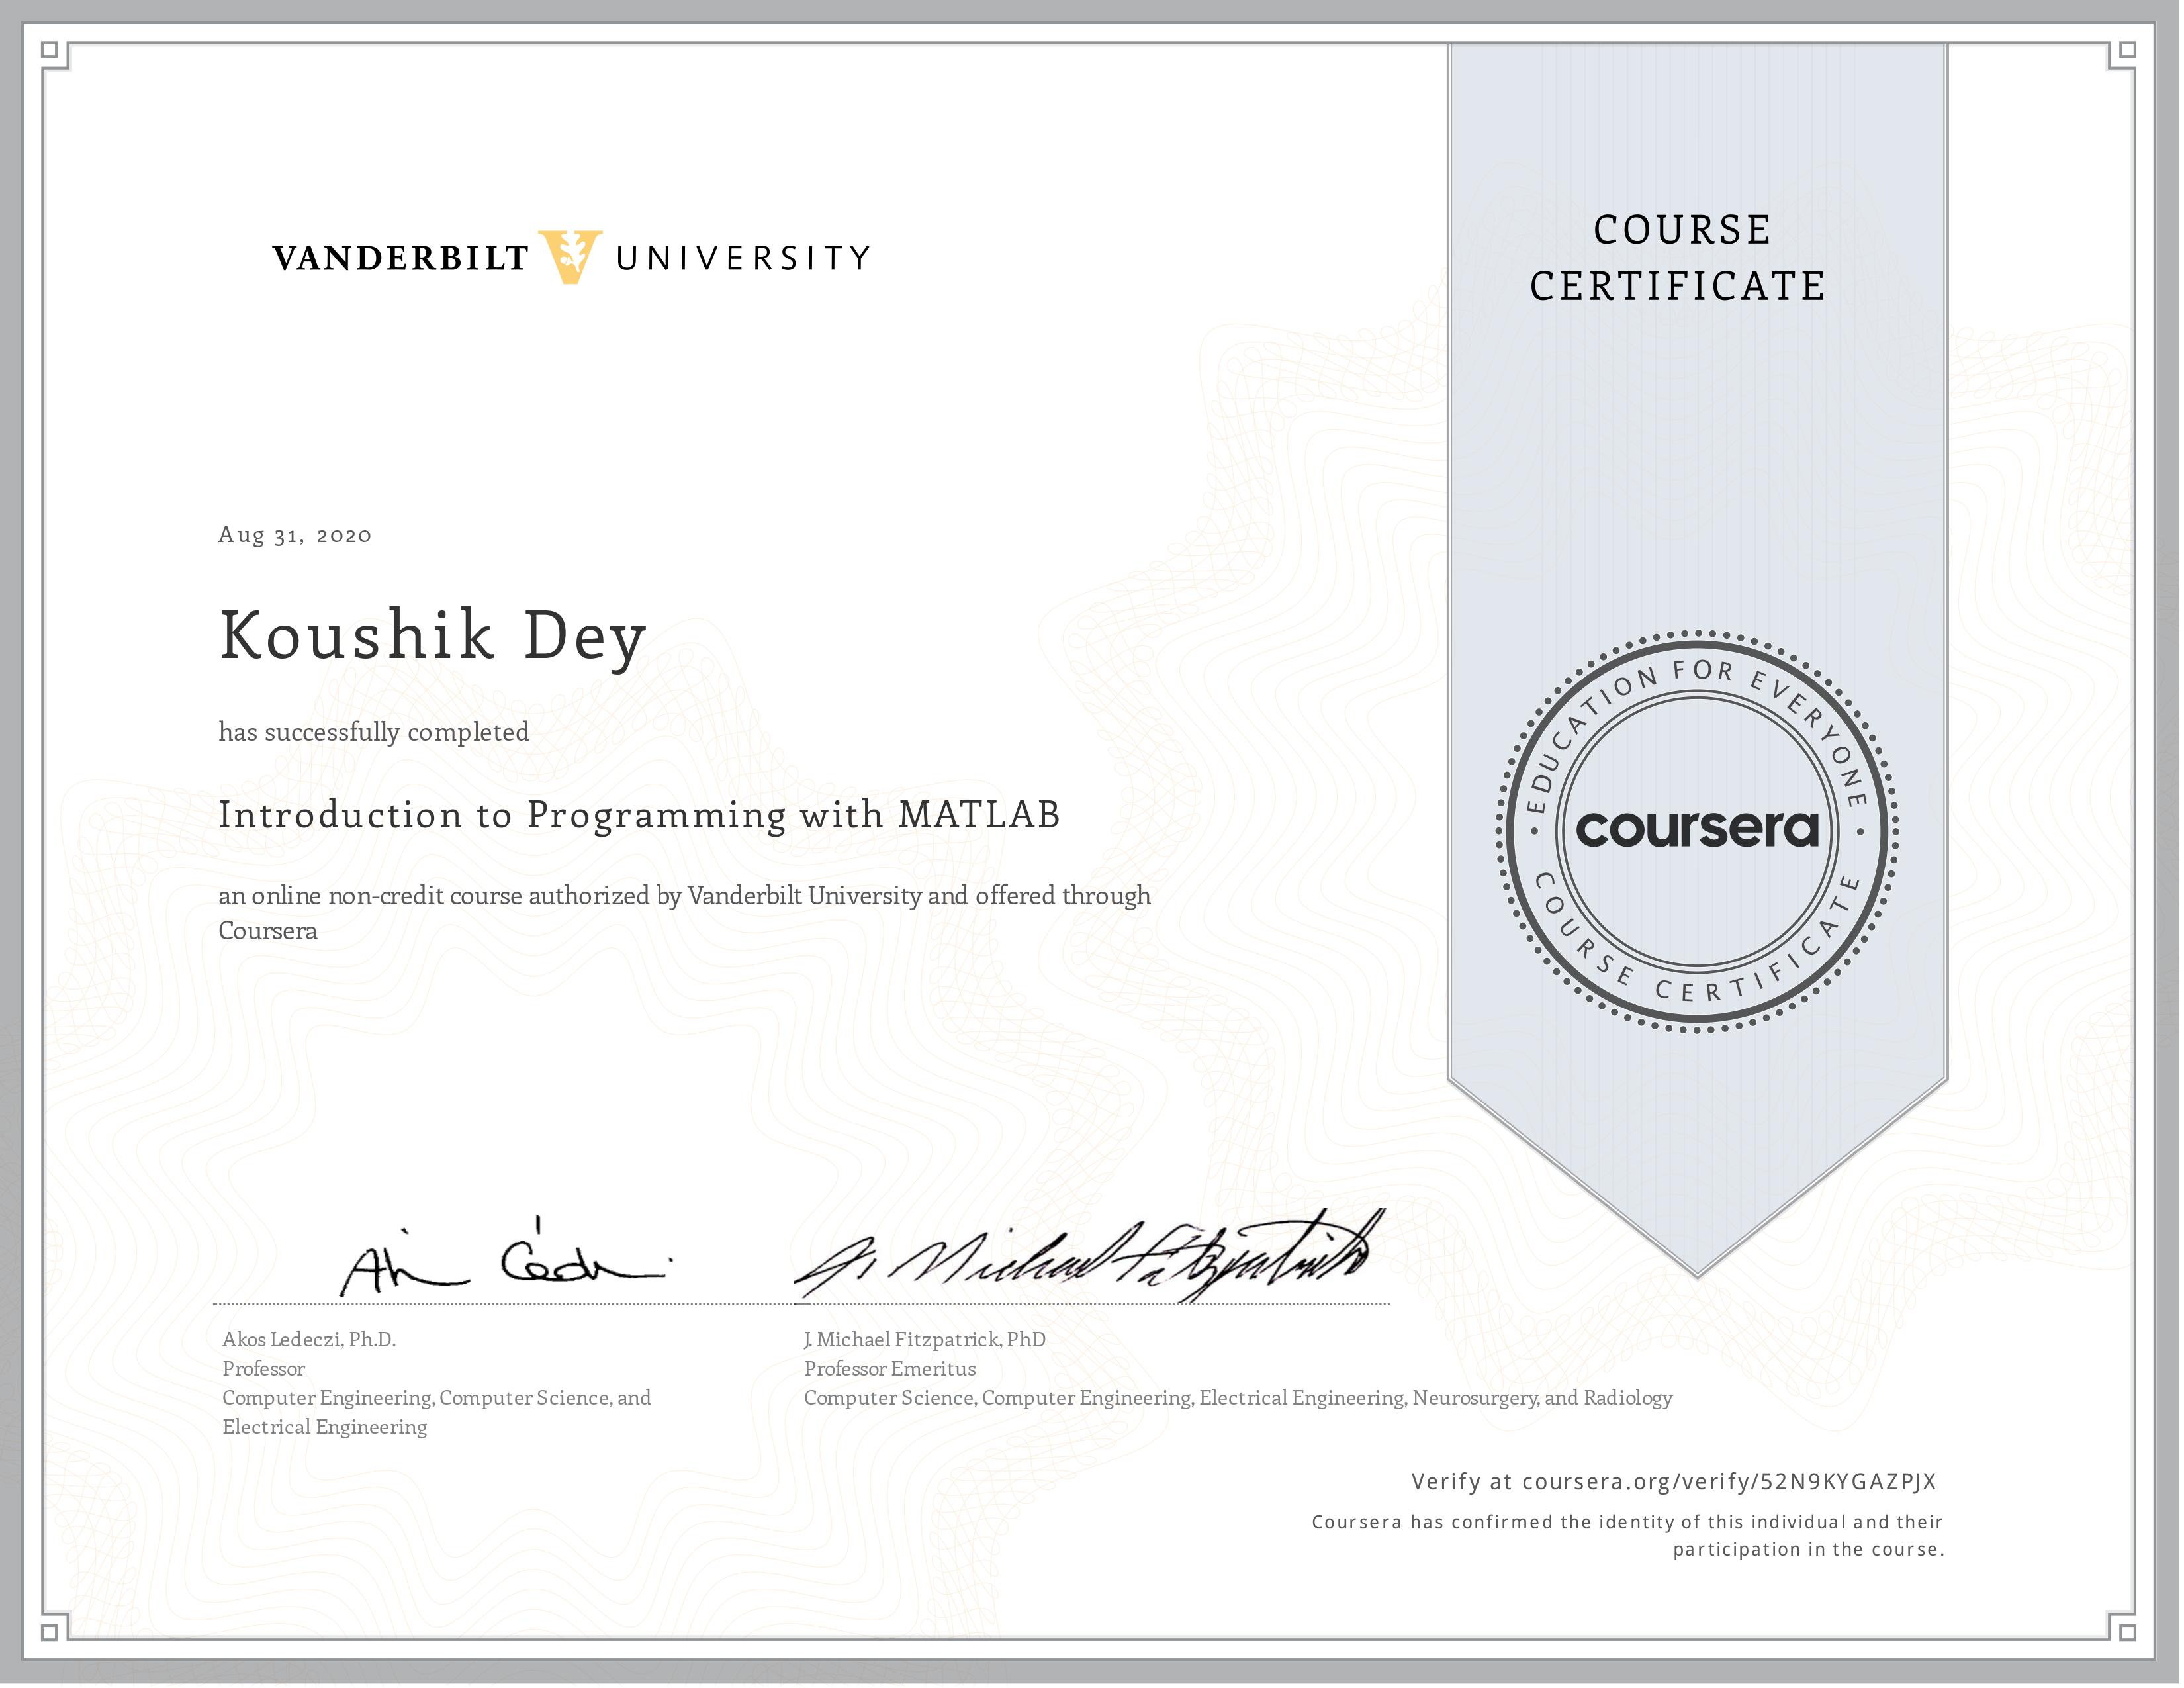 VANDERBILT V UNIVERSITY
COURSE
CERTIFICATE
Aug 31, 2020
Koushik Dey
has successfully completed
Introduction to Programming with MATLAB
an online non-credit course authorized by Vanderbilt University and offered through
Coursera
EDUCATION FOR EVERYONE
coursera
COURSE CERTIFICATE
J. Michael Fitzpatrick
Akos Ledeczi, Ph.D.
Professor
Computer Engineering, Computer Science, and
Electrical Engineering
J. Michael Fitzpatrick, PhD
Professor Emeritus
Computer Science, Computer Engineering, Electrical Engineering, Neurosurgery, and Radiology
Verify at coursera.org/verify/52N9KYGAZPJX
Coursera has confirmed the identity of this individual and their
participation in the course.